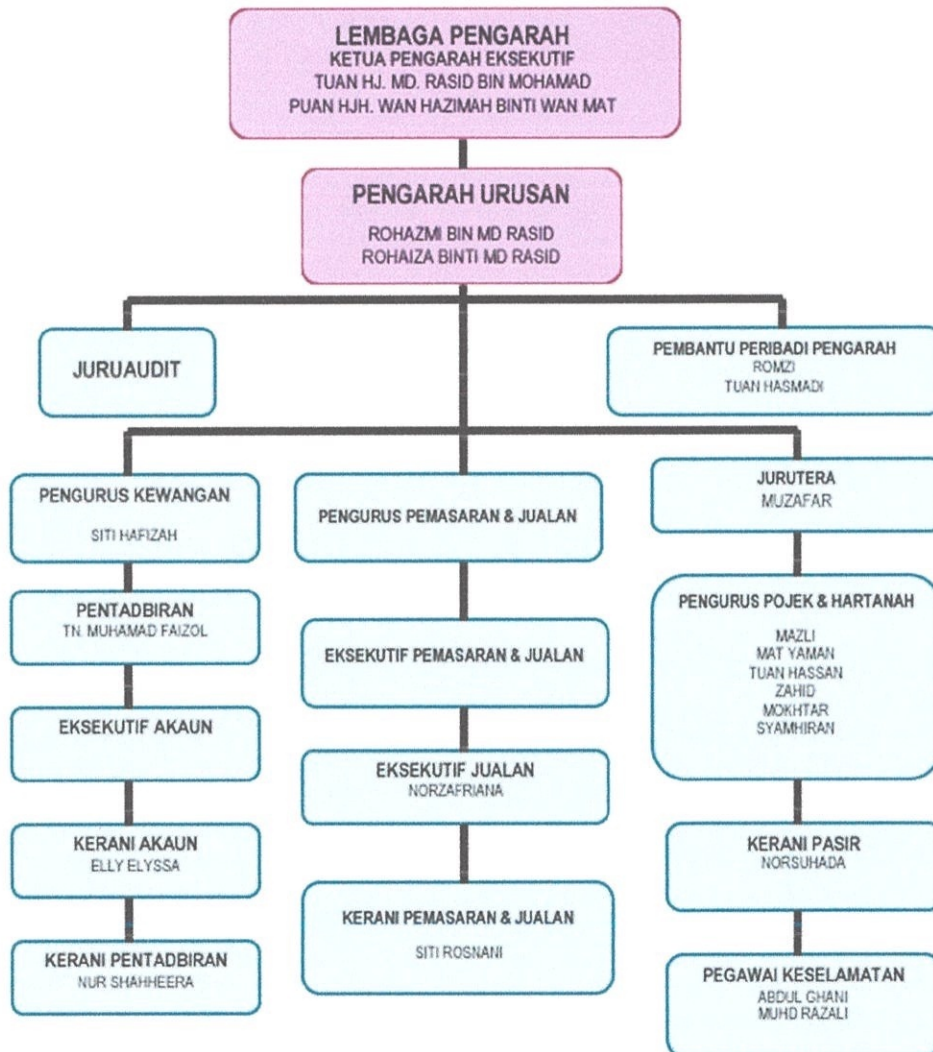 LEMBAGA PENGARAH
KETUA PENGARAH EKSEKUTIF
TUAN HJ. MD. RASID BIN MOHAMAD
PUAN HJH. WAN HAZIMAH BINTI WAN MAT
PENGARAH URUSAN
ROHAZMI BIN MD RASID
ROHAIZA BINTI MD RASID
JURUAUDIT
PEMBANTU PERIBADI PENGARAH
ROMZI
TUAN HASMADI
PENGURUS KEWANGAN
SITI HAFIZAH
PENTADBIRAN
TN. MUHAMAD FAIZOL
EKSEKUTIF AKAUN
KERANI AKAUN
ELLY ELYSSA
KERANI PENTADBIRAN
NUR SHAHHEERA
PENGURUS PEMASARAN & JUALAN
EKSEKUTIF PEMASARAN & JUALAN
EKSEKUTIF JUALAN
NORZAFRIANA
KERANI PEMASARAN & JUALAN
SITI ROSNANI
JURUTERA
MUZAFAR
PENGURUS POJEK & HARTANAH
MAZLI
MAT YAMAN
TUAN HASSAN
ZAHID
MOKHTAR
SYAMHIRAN
KERANI PASIR
NORSUHADA
PEGAWAI KESELAMATAN
ABDUL GHANI
MUHD RAZALI